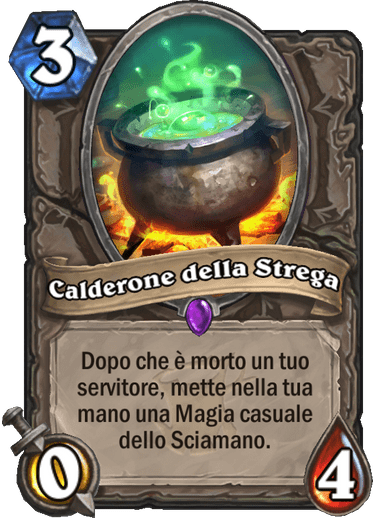 3
Calderone della Strega
Dopo che è morto un tuo
servitore, mette nella tua
mano una Magia casuale
dello Sciamano.
0
4